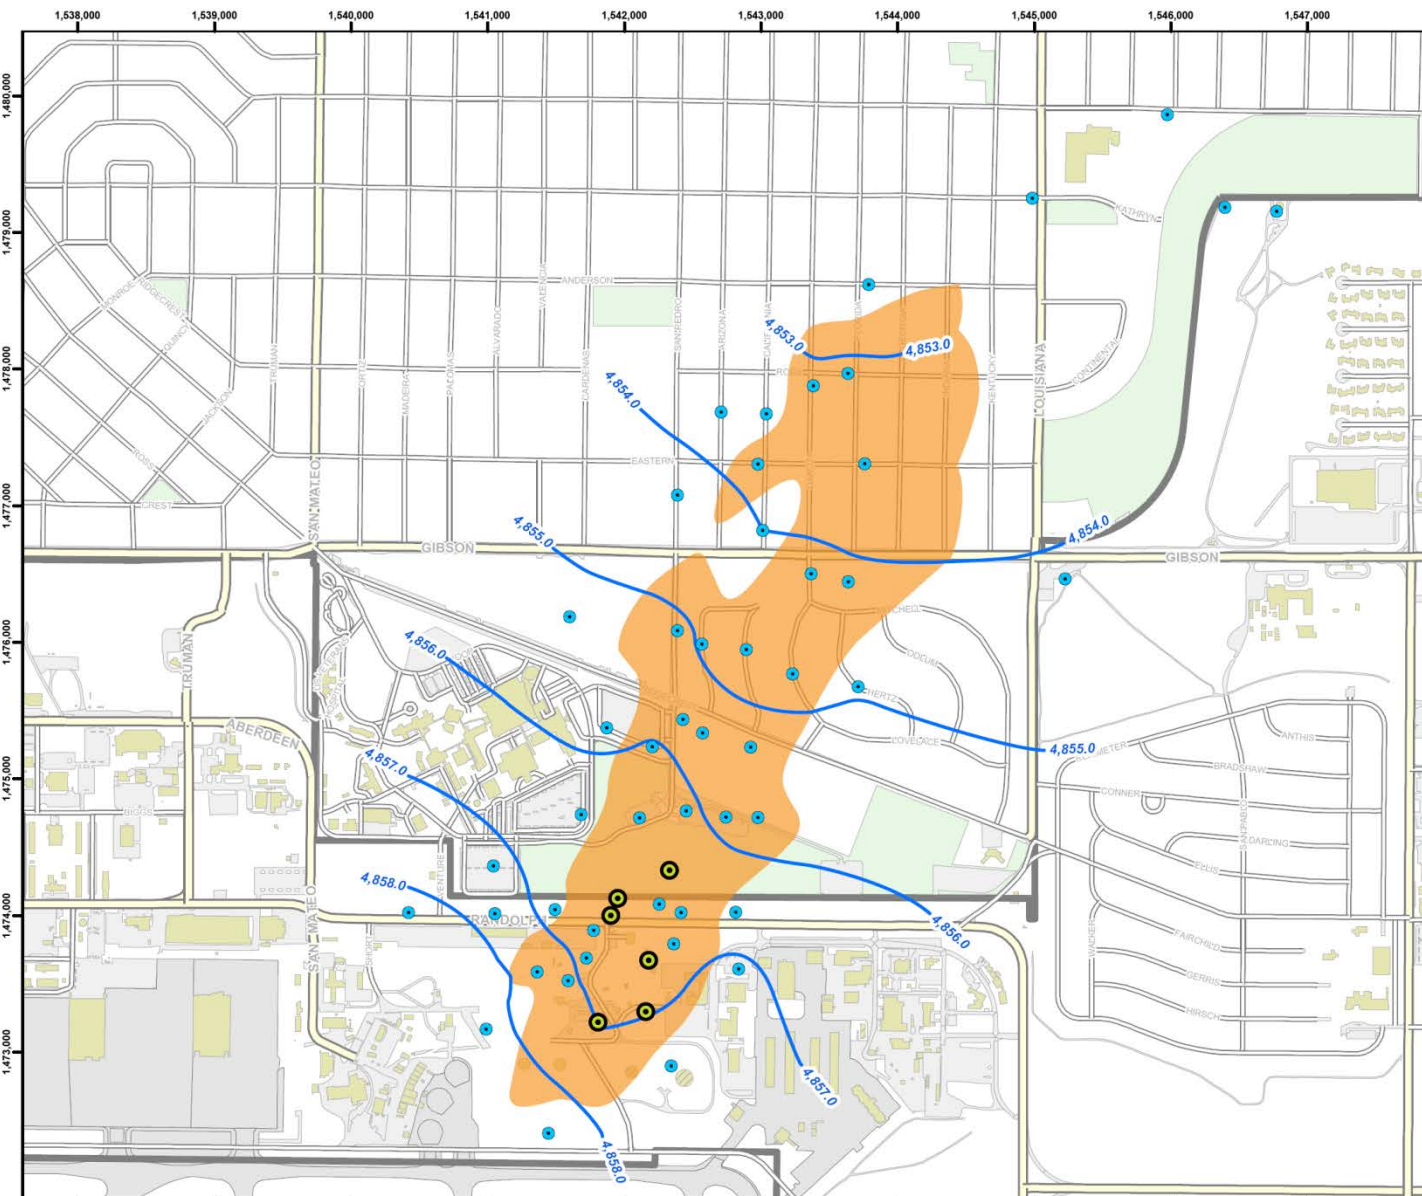 1,538,000
1,539,000
1,540,000
1,541,000
1,542,000
1,543,000
1,544,000
1,545,000
1,546,000
1,547,000
1,480,000
1,479,000
1,478,000
1,477,000
1,476,000
1,475,000
1,474,000
1,473,000
KATHRYN
ANDERSON
VALENCIA
MONROE
RIDGECREST
QUINCY
JACKSON
ROSS
CREST
TRUMAN
ORTIZ
MADEIRA
PALOMAS
ALVARADO
CARDENAS
SAN PEDRO
ARIZONA
KENTUCKY
LOUISIANA
CONTINENTAL
4,853.0
4,853.0
4,854.0
EASTERN
SAN MATEO
GIBSON
4,855.0
4,854.0
GIBSON
TRUMAN
4,856.0
ODLUM
HERTZ
LOVELACE
4,855.0
ABERDEEN
4,857.0
BIGGS
ANTHIS
BRADSHAW
CONNER
SAN PABLO
DARLING
ELLIS
4,858.0
VENTURE
RANDOLPH
SAN MATEO
4,856.0
WALKER
FAIRCHILD
GERRIS
HIRSCH
4,857.0
4,858.0